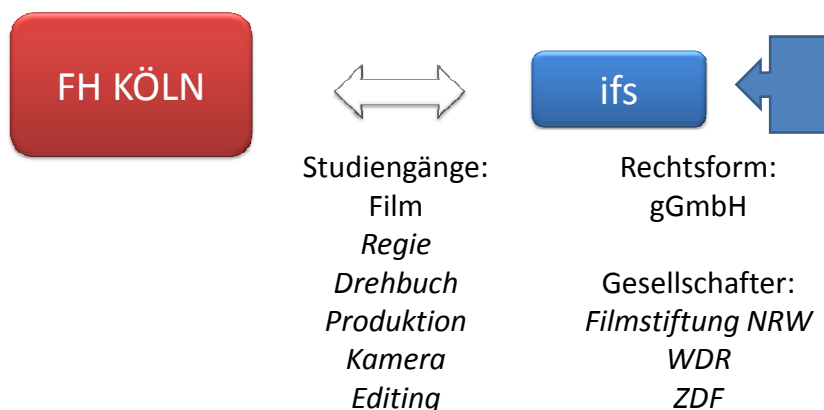 FH KÖLN
ifs
Studiengänge:
Film
Regie
Drehbuch
Produktion
Kamera
Editing
Rechtsform:
gGmbH
Gesellschafter:
Filmstiftung NRW
WDR
ZDF